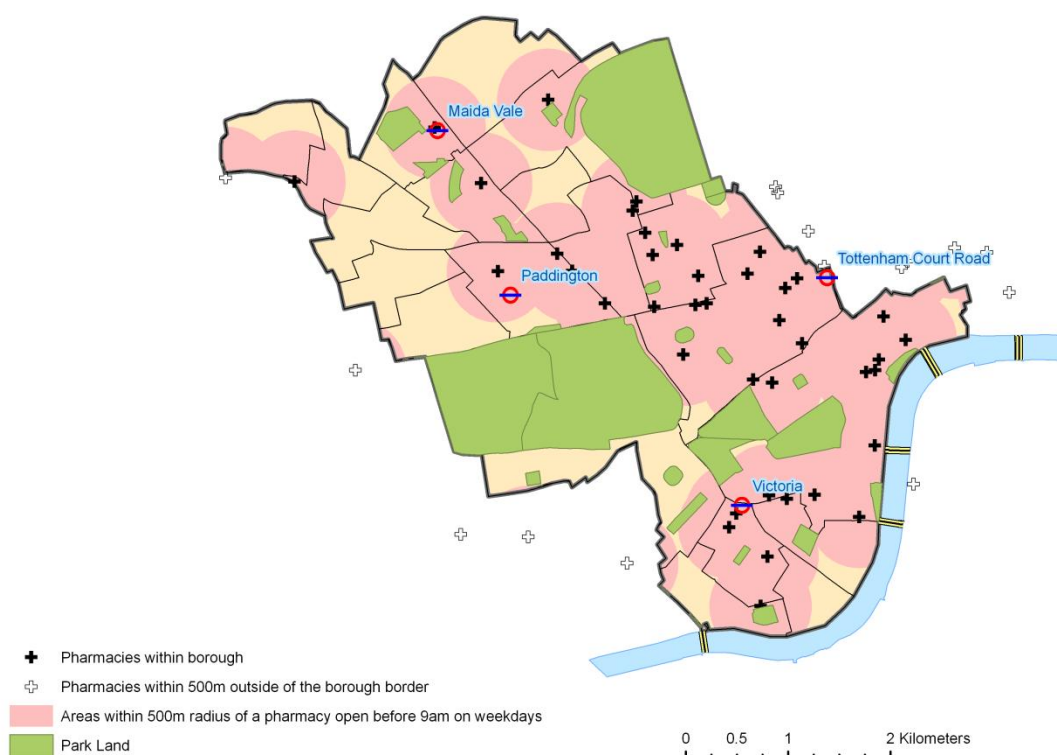 Maida Vale
Tottenham Court Road
Paddington
Victoria
Pharmacies within borough
Pharmacies within 500m outside of the borough border
Areas within 500m radius of a pharmacy open before 9am on weekdays
Park Land
0 0.5 1 2 Kilometers